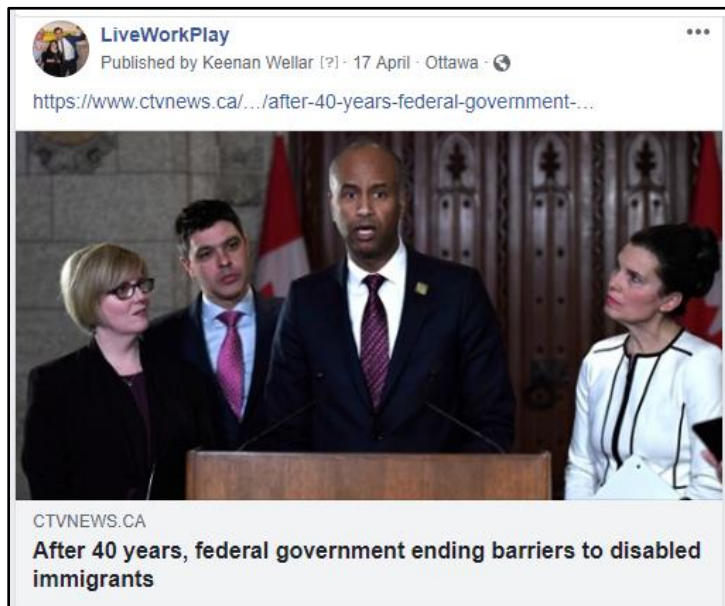 LiveWorkPlay
Published by Keenan Wellar [?] · 17 April · Ottawa ·
https://www.ctvnews.ca/…/after-40-years-federal-government-…
CTVNEWS.CA
After 40 years, federal government ending barriers to disabled
immigrants